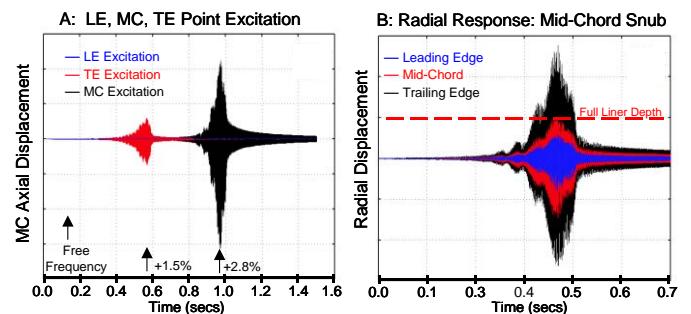 A: LE, MC, TE Point Excitation
LE Excitation
TE Excitation
MC Excitation
MC Axial Displacement
Free
Frequency
+1.5%
+2.8%
0.0 0.2 0.4 0.6 0.8 1.0 1.2 1.4 1.6
Time (secs)
B: Radial Response: Mid-Chord Snub
Leading Edge
Mid-Chord
Trailing Edge
Full Liner Depth
Radial Displacement
0.0 0.1 0.2 0.3 0.4 0.5 0.6 0.7
Time (secs)